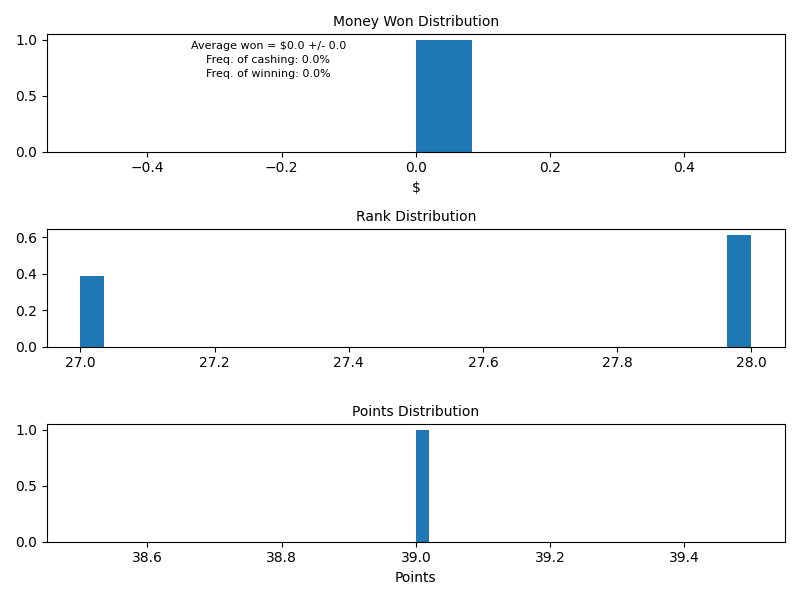 Money Won Distribution
1.0
0.5
0.0
Average won = $0.0 +/- 0.0
Freq. of cashing: 0.0%
Freq. of winning: 0.0%
−0.4 −0.2 0.0 0.2 0.4
$
Rank Distribution
0.6
0.4
0.2
0.0
27.0 27.2 27.4 27.6 27.8 28.0
Points Distribution
1.0
0.5
0.0
38.6 38.8 39.0 39.2 39.4
Points